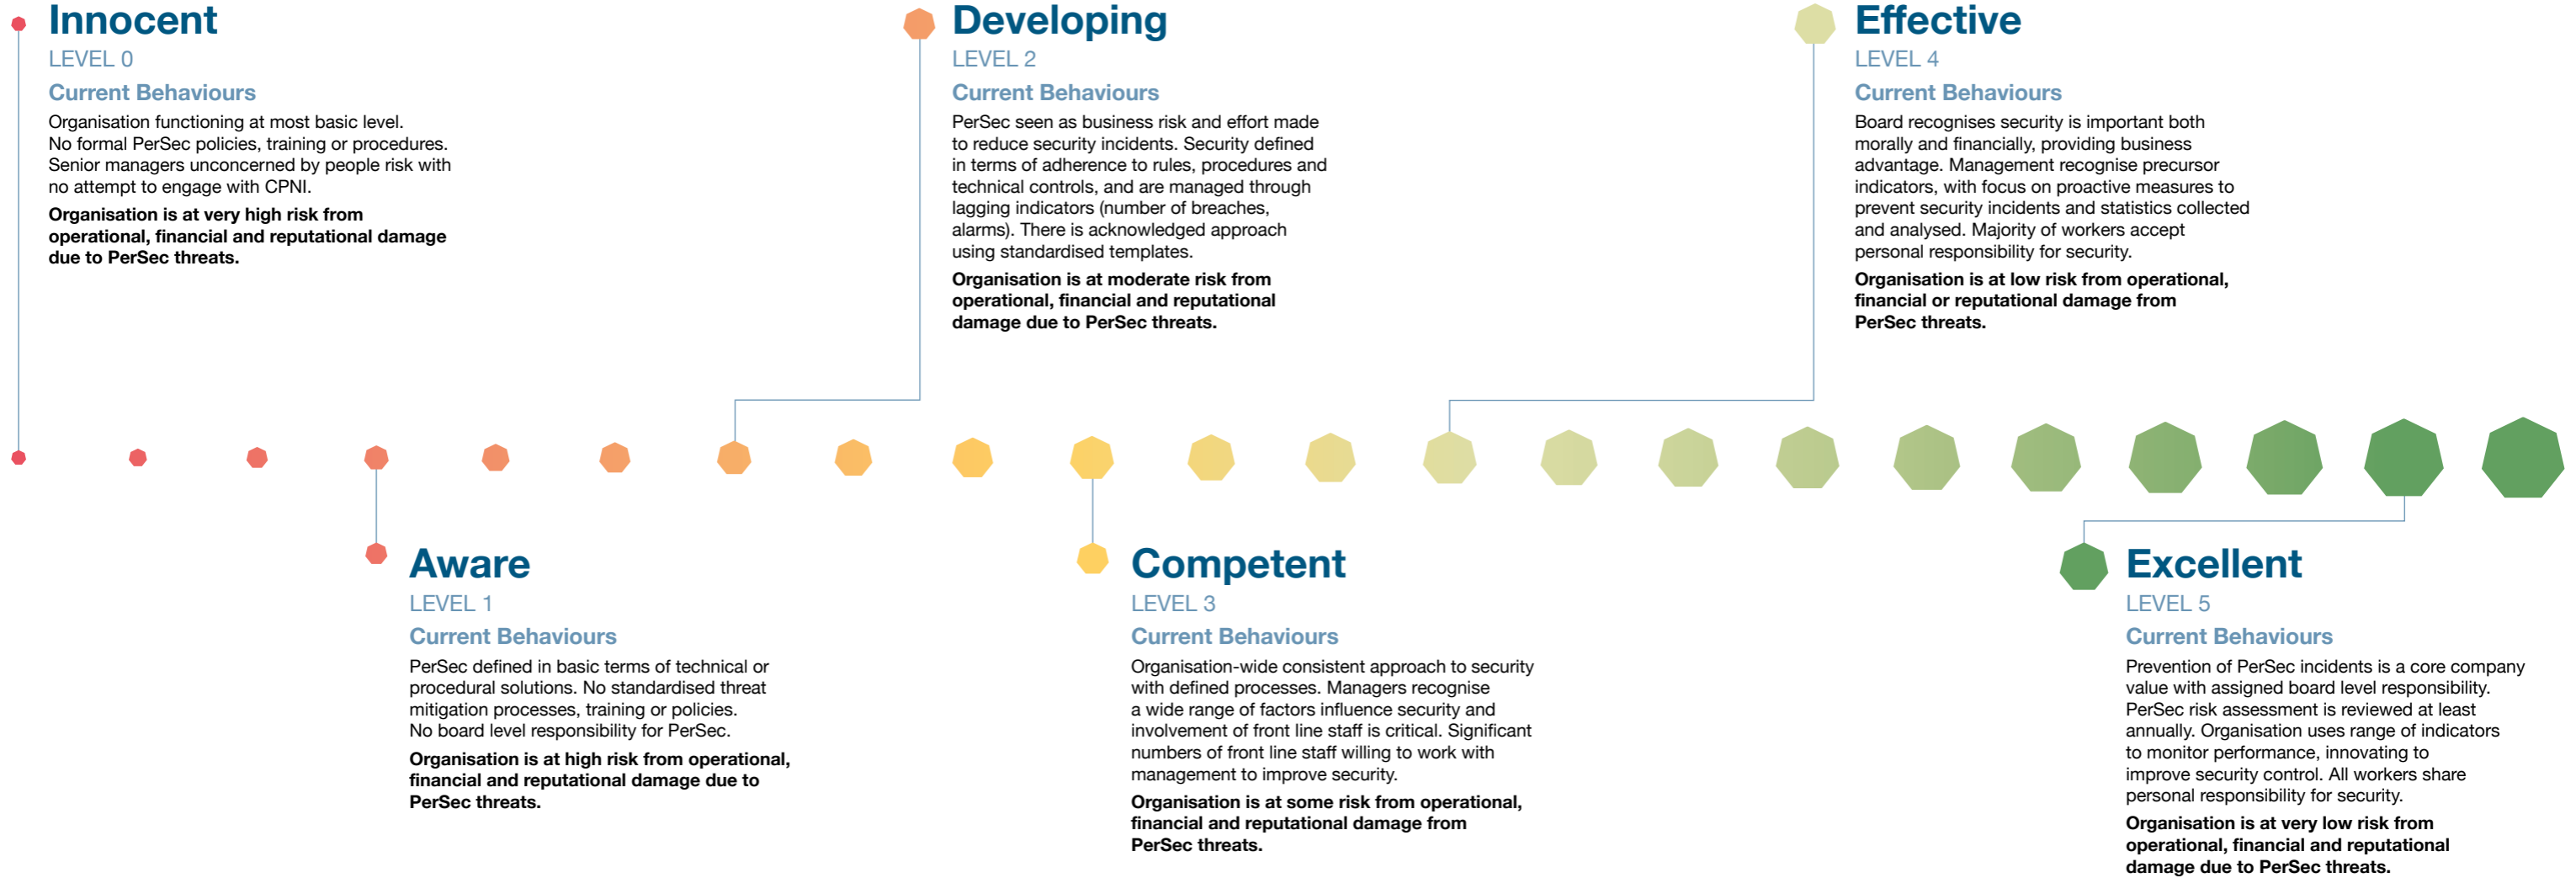 Innocent
LEVEL 0
Current Behaviours
Organisation functioning at most basic level.
No formal PerSec policies, training or procedures.
Senior managers unconcerned by people risk with
no attempt to engage with CPNI.
Organisation is at very high risk from
operational, financial and reputational damage
due to PerSec threats.
Developing
LEVEL 2
Current Behaviours
PerSec seen as business risk and effort made
to reduce security incidents. Security defined
in terms of adherence to rules, procedures and
technical controls, and are managed through
lagging indicators (number of breaches,
alarms). There is acknowledged approach
using standardised templates.
Organisation is at moderate risk from
operational, financial and reputational
damage due to PerSec threats.
Effective
LEVEL 4
Current Behaviours
Board recognises security is important both
morally and financially, providing business
advantage. Management recognise precursor
indicators, with focus on proactive measures to
prevent security incidents and statistics collected
and analysed. Majority of workers accept
personal responsibility for security.
Organisation is at low risk from operational,
financial or reputational damage from
PerSec threats.
Aware
LEVEL 1
Current Behaviours
PerSec defined in basic terms of technical or
procedural solutions. No standardised threat
mitigation processes, training or policies.
No board level responsibility for PerSec.
Organisation is at high risk from operational,
financial and reputational damage due to
PerSec threats.
Competent
LEVEL 3
Current Behaviours
Organisation-wide consistent approach to security
with defined processes. Managers recognise
a wide range of factors influence security and
involvement of front line staff is critical. Significant
numbers of front line staff willing to work with
management to improve security.
Organisation is at some risk from operational,
financial and reputational damage from
PerSec threats.
Excellent
LEVEL 5
Current Behaviours
Prevention of PerSec incidents is a core company
value with assigned board level responsibility.
PerSec risk assessment is reviewed at least
annually. Organisation uses range of indicators
to monitor performance, innovating to
improve security control. All workers share
personal responsibility for security.
Organisation is at very low risk from
operational, financial and reputational
damage due to PerSec threats.